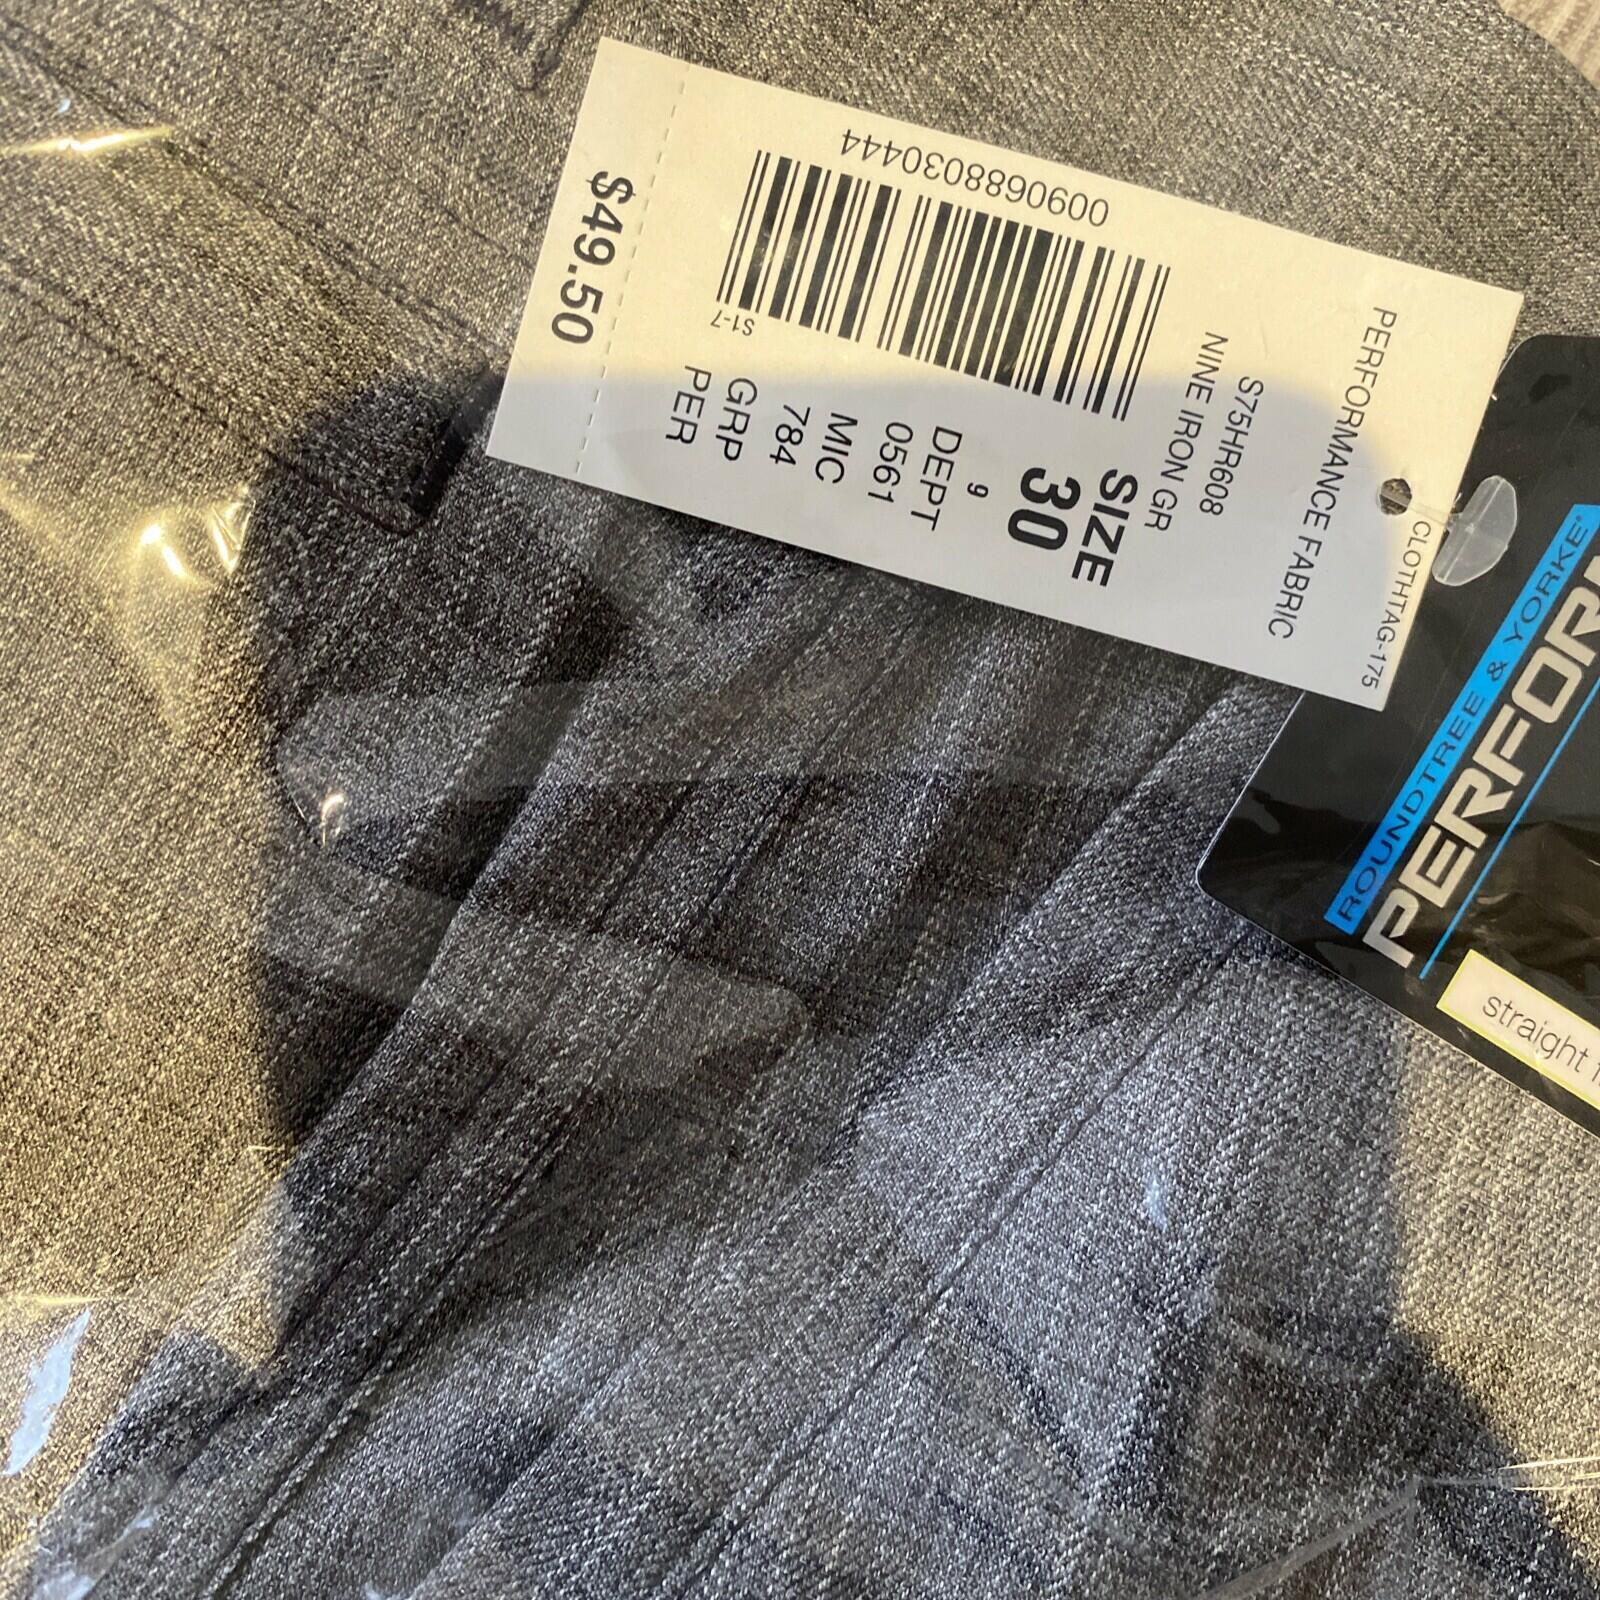 CLOTHTAG-175
PERFORMANCE FABRIC
S75HR608
NINE IRON GR
SIZE
30
9
DEPT
0561
MIC
784
GRP
PER
0090688030444
S1-7
$49.50
ROUNDTREE & YORKE
straight